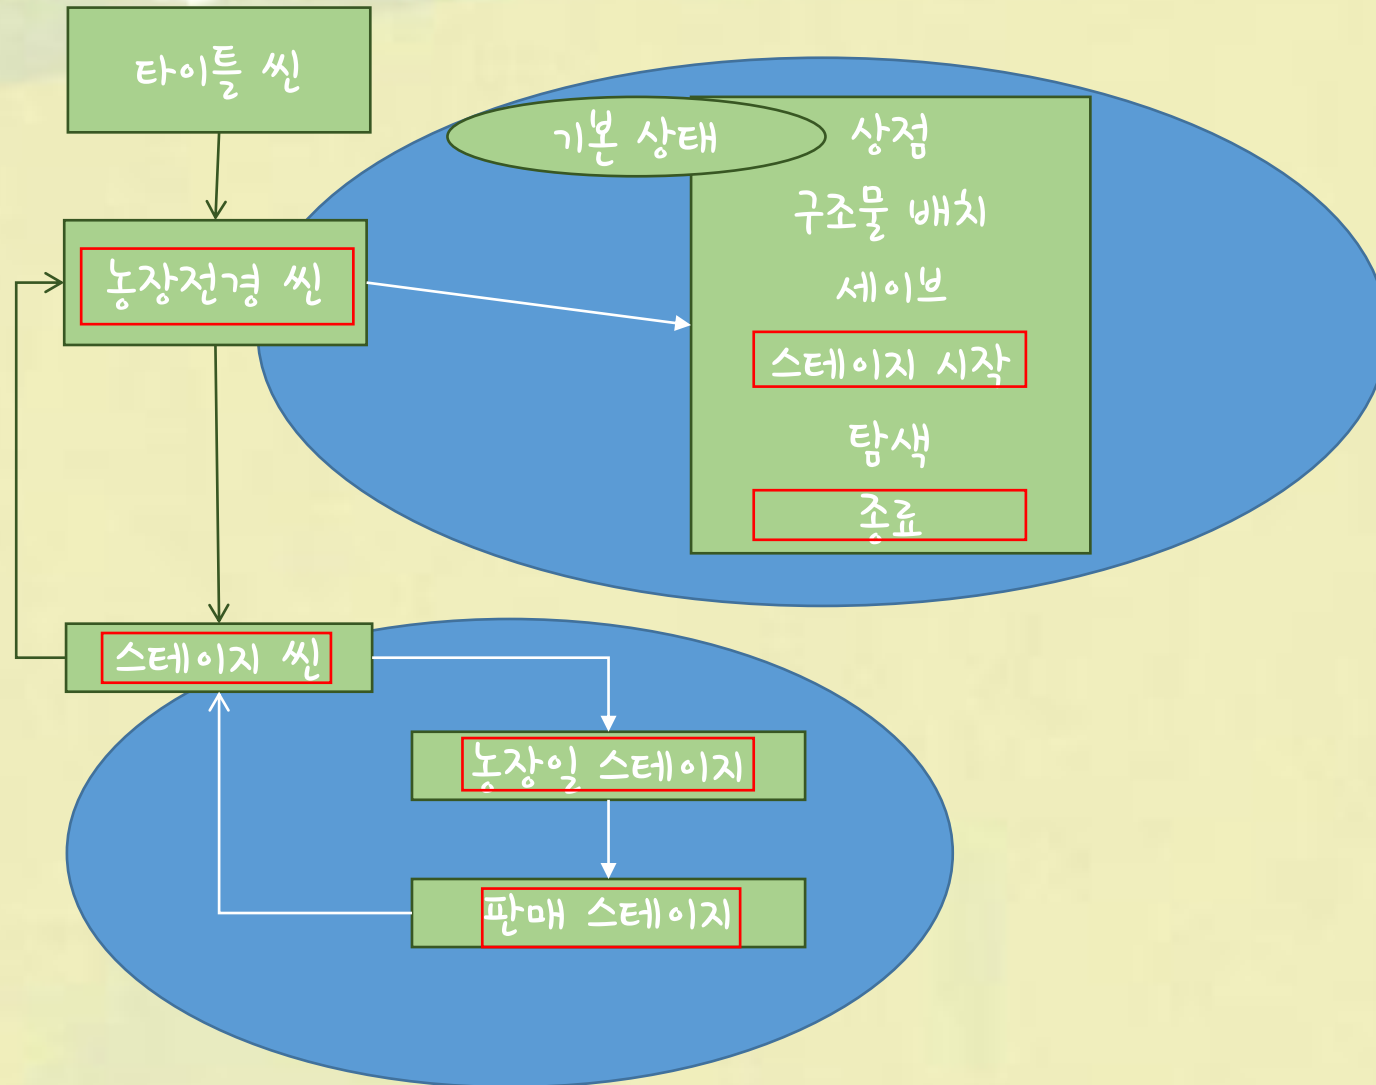 타이틀 씬
기본 상태
상점
구조물 배치
농장전경 씬
세이브
스테이지 시작
탐색
종료
스테이지 씬
농장일 스테이지
판매 스테이지